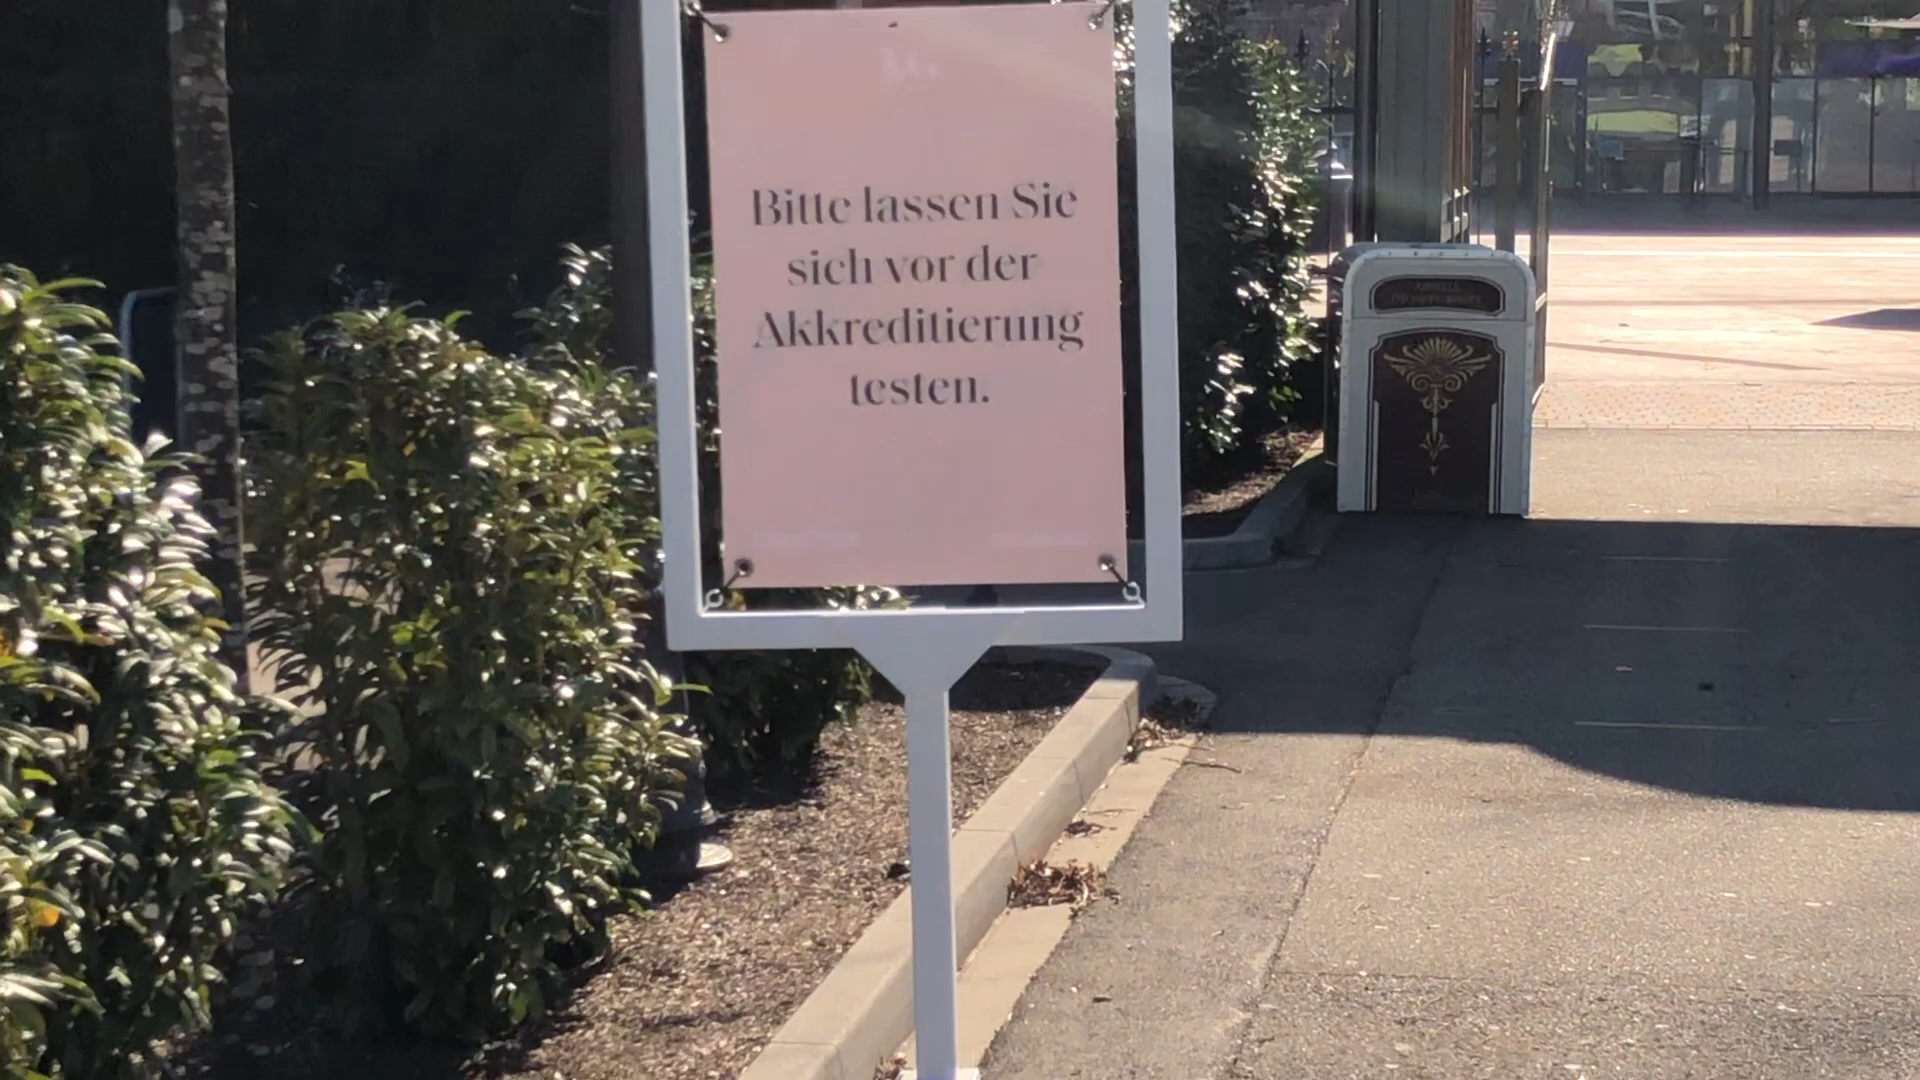 Bitte lassen Sie
sich vor der
Akkreditierung
testen.